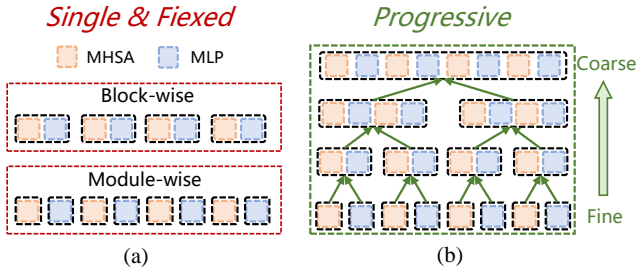 Single & Fiexed
MHSA
MLP
Block-wise
Module-wise
(a)
Progressive
Coarse
Fine
(b)